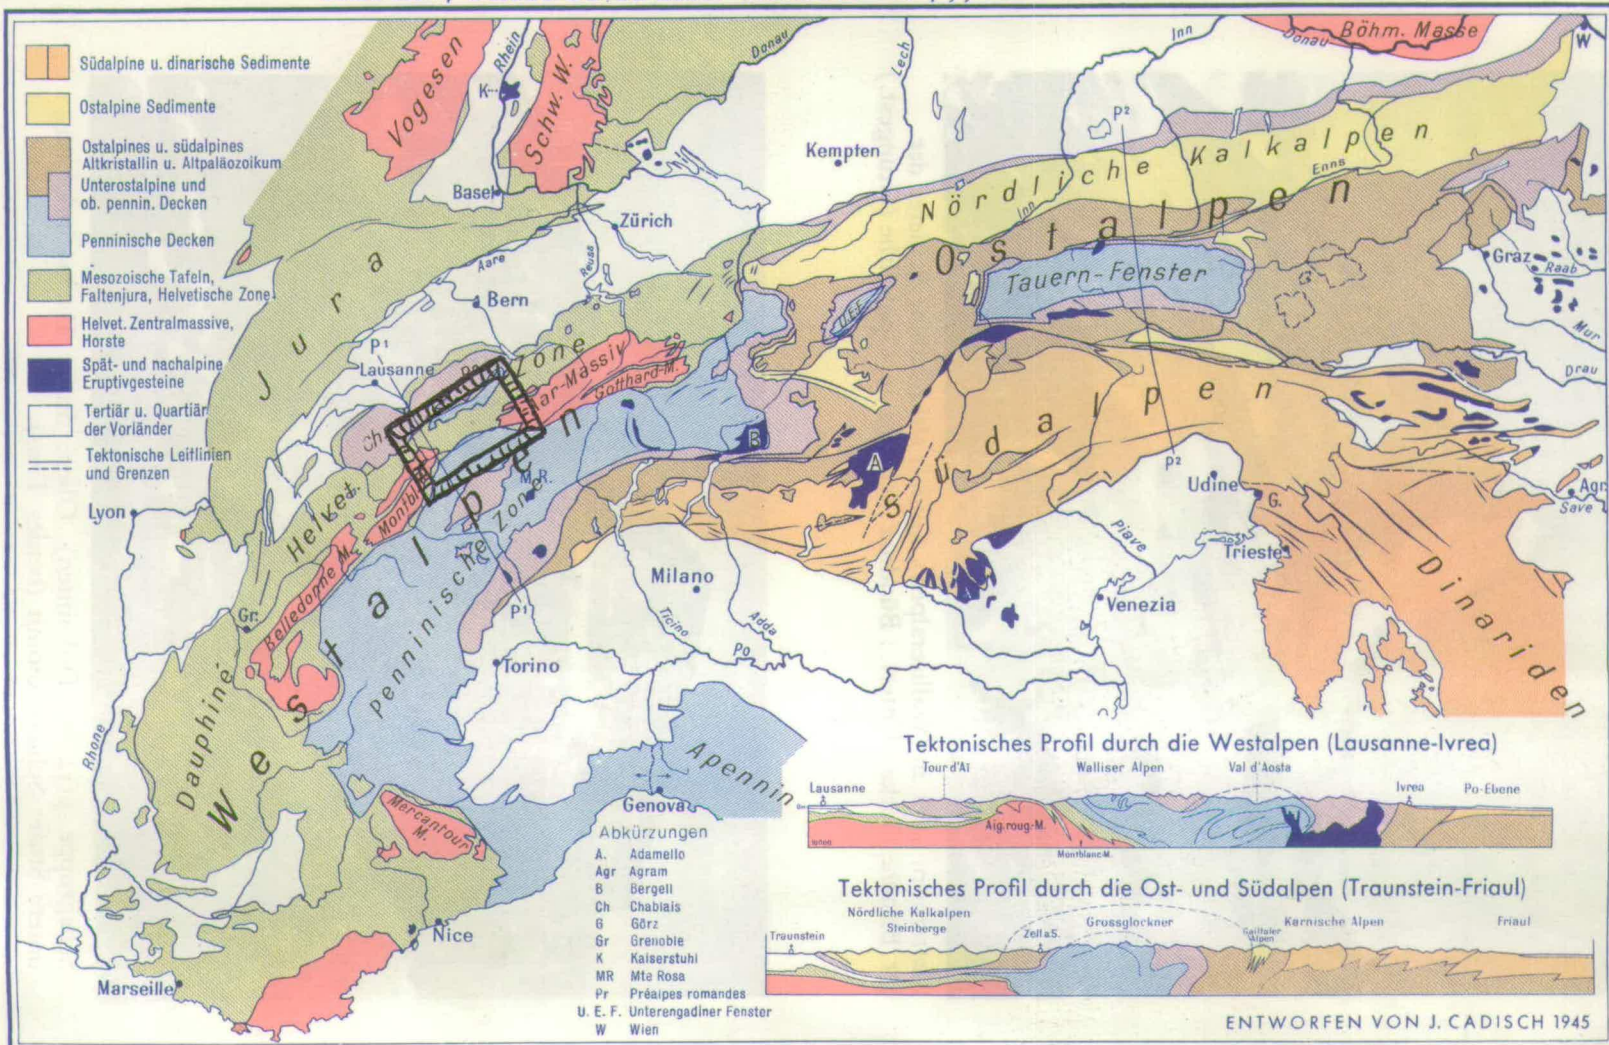 Südalpine u. dinarische Sedimente
Ostalpine Sedimente
Ostalpines u. südalpines
Altkristallin u. Altpaläozoikum
Unterostalpine und
ob. pennin. Decken
Penninische Decken
Mesozoische Tafeln,
Faltenjura, Helvetische Zone
Helvet. Zentralmassive,
Horste
Spät- und nachalpine
Eruptivgesteine
Tertiär u. Quartiär
der Vorländer
Tektonische Leitlinien
und Grenzen
Vogesen
Rhein
K
Schw. W.
Donau
Lech
Inn
Donau
Böhm. Masse
W
Kempten
P2
Nördliche Kalkalpen
Inn
Enns
Ostalpen
Basel
Zürich
Jura
Aare
Reuss
Bern
Tauern-Fenster
U.E.F.
Graz
Raab
Mur
Drau
P1
Lausanne
Zone
Aar-Massiv
Gotthard-M.
Ch.
B
A
Südalpen
P2
Udine
G.
Agr.
Save
Lyon
Helvet.
Montbl.
M.R.
Westalpen
Penninische Zone
Piave
Trieste
Dinariden
Milano
Venezia
Gr.
Belledonne M.
P1
Ticino
Adda
Po
Torino
Rhone
Dauphiné
Apennin
Genova
Mercantour
M.
Nice
Marseille
Abkürzungen
A. Adamello
Agr Agram
B Bergell
Ch Chablais
G Görz
Gr Grenoble
K Kaiserstuhl
MR Mte Rosa
Pr Préalpes romandes
U. E. F. Unterengadiner Fenster
W Wien
Tektonisches Profil durch die Westalpen (Lausanne-Ivrea)
Tour d'Aï
Walliser Alpen
Val d'Aosta
Lausanne
Ivrea
Po-Ebene
Aig. roug.-M.
Montblanc-M.
Tektonisches Profil durch die Ost- und Südalpen (Traunstein-Friaul)
Nördliche Kalkalpen
Steinberge
Grossglockner
Karnische Alpen
Friaul
Traunstein
Zell a.S.
Gailtaler
Alpen
ENTWORFEN VON J. CADISCH 1945